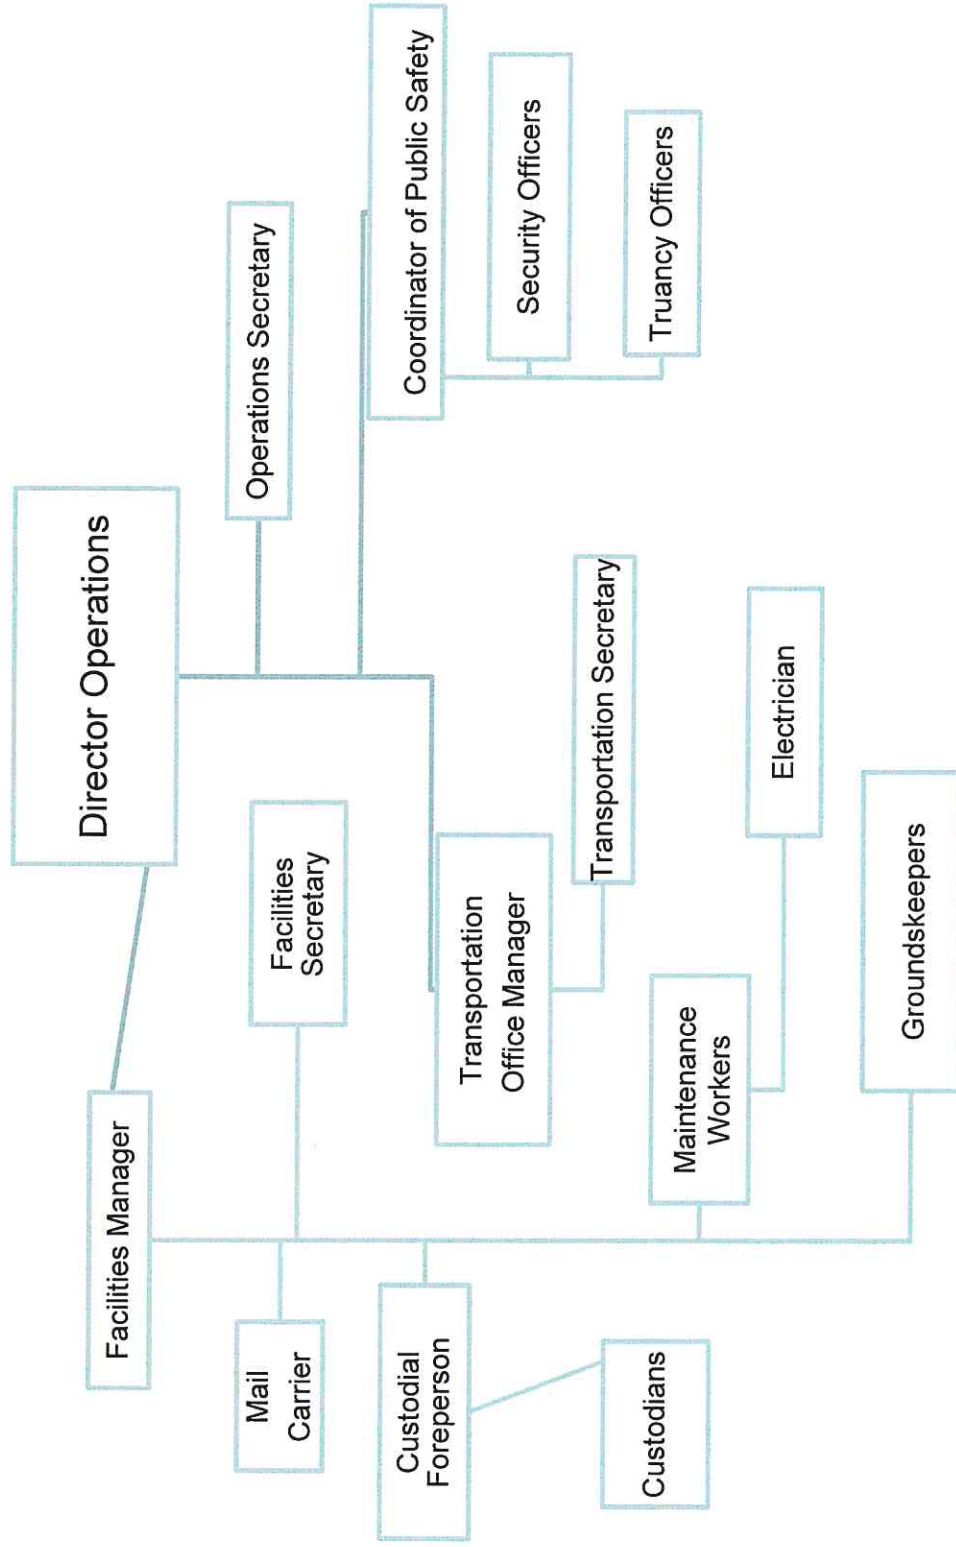 Director Operations
Facilities Manager
Operations Secretary
Mail
Carrier
Facilities
Secretary
Coordinator of Public Safety
Custodial
Foreperson
Transportation
Office Manager
Security Officers
Custodians
Transportation Secretary
Truancy Officers
Maintenance
Workers
Electrician
Groundskeepers